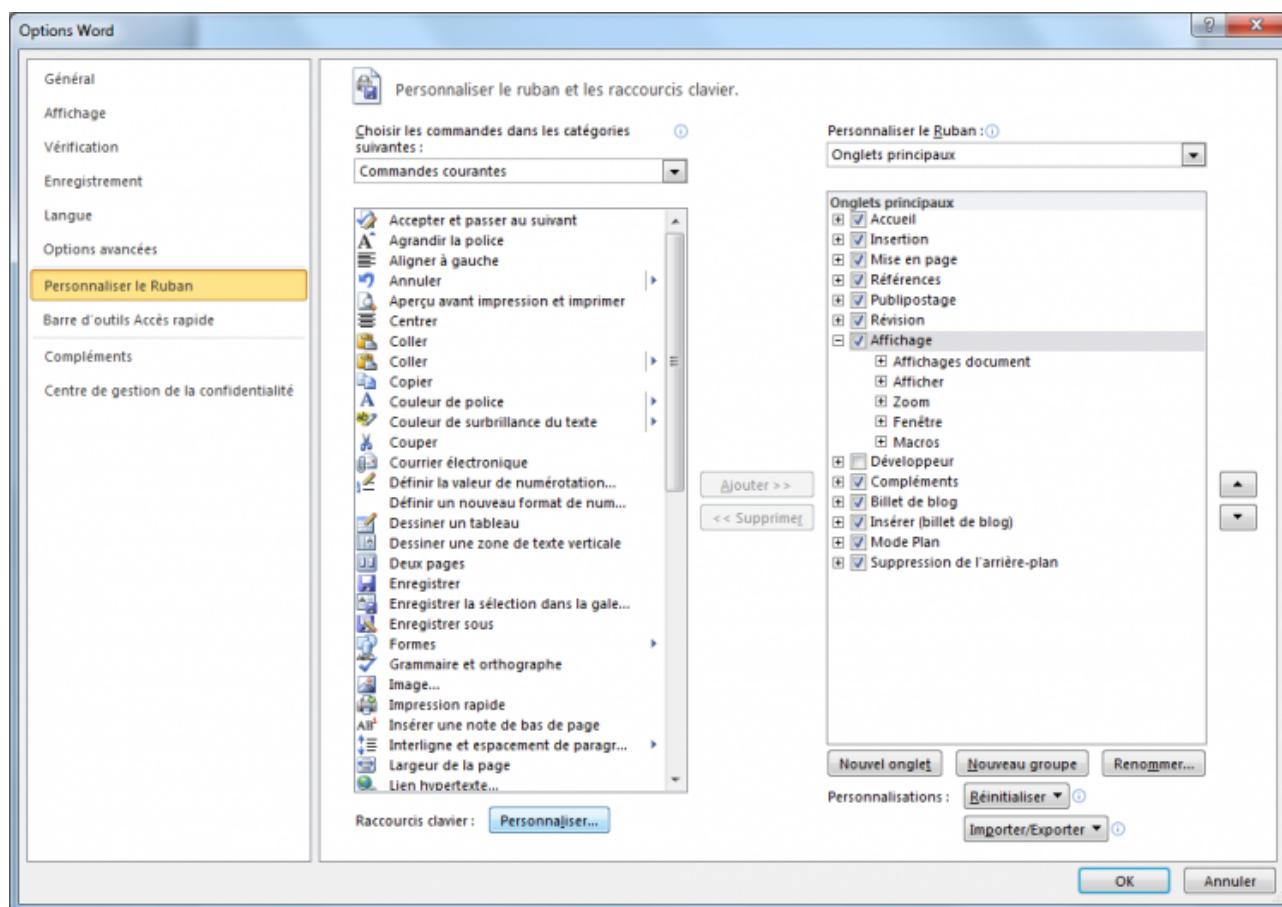 Options Word
Général
Affichage
Vérification
Enregistrement
Langue
Options avancées
Personnaliser le Ruban
Barre d'outils Accès rapide
Compléments
Centre de gestion de la confidentialité
Personnaliser le ruban et les raccourcis clavier.
Choisir les commandes dans les catégories
suivantes :
Commandes courantes
Accepter et passer au suivant
Agrandir la police
Aligner à gauche
Annuler
Aperçu avant impression et imprimer
Centrer
Coller
Coller
Copier
Couleur de police
Couleur de surbrillance du texte
Couper
Courrier électronique
Définir la valeur de numérotation...
Définir un nouveau format de num...
Dessiner un tableau
Dessiner une zone de texte verticale
Deux pages
Enregistrer
Enregistrer la sélection dans la gale...
Enregistrer sous
Formes
Grammaire et orthographe
Image...
Impression rapide
Insérer une note de bas de page
Interligne et espacement de paragr...
Largeur de la page
Lien hypertexte...
Raccourcis clavier :
Personnaliser...
Ajouter >>
<< Supprimer
Personnaliser le Ruban :
Onglets principaux
Onglets principaux
Accueil
Insertion
Mise en page
Références
Publipostage
Révision
Affichage
Affichages document
Afficher
Zoom
Fenêtre
Macros
Développeur
Compléments
Billet de blog
Insérer (billet de blog)
Mode Plan
Suppression de l'arrière-plan
Nouvel onglet
Nouveau groupe
Renommer...
Personnalisations :
Réinitialiser
Importer/Exporter
OK
Annuler